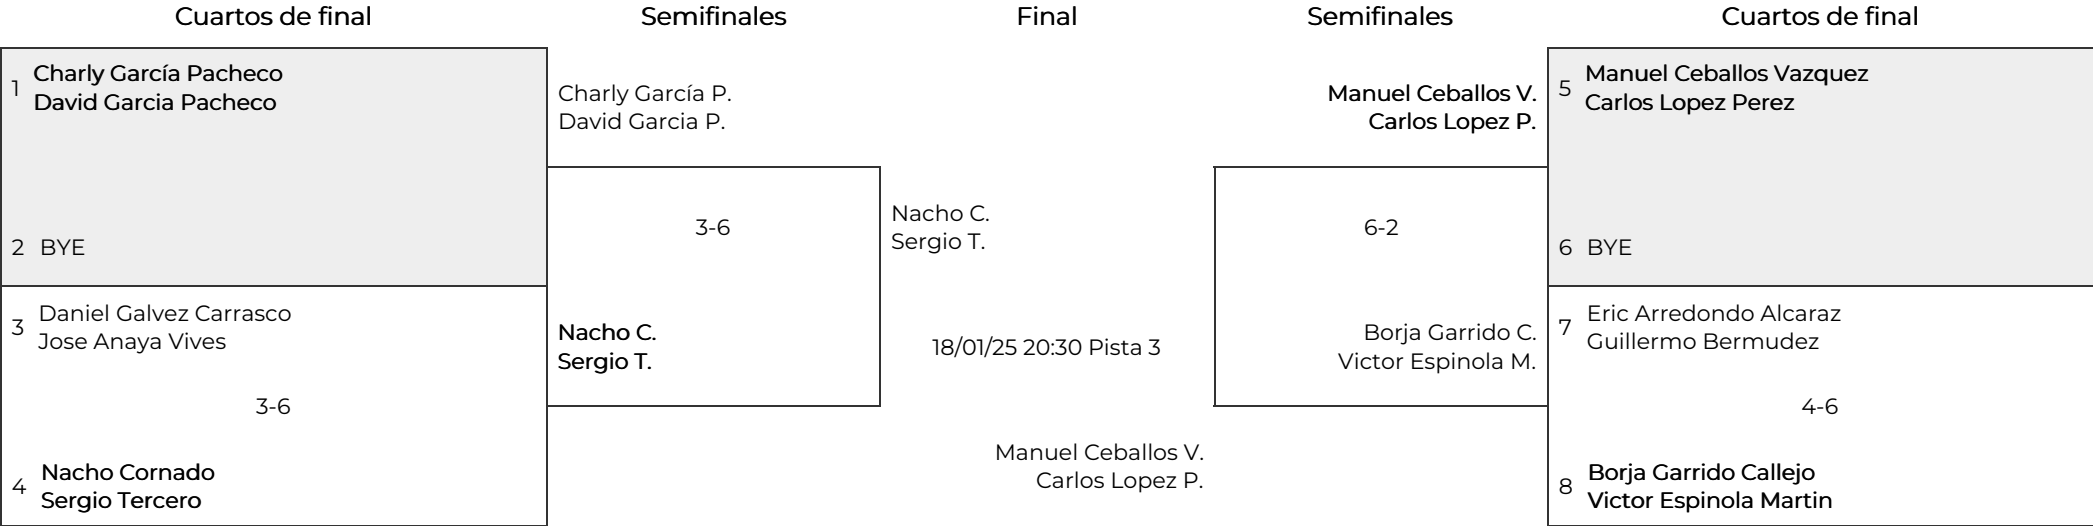 Cuartos de final
Semifinales
Final
Semifinales
Cuartos de final
1
Charly García Pacheco
David Garcia Pacheco
2 BYE
3
Daniel Galvez Carrasco
Jose Anaya Vives
3-6
4
Nacho Cornado
Sergio Tercero
Charly García P.
David Garcia P.
3-6
Nacho C.
Sergio T.
Nacho C.
Sergio T.
18/01/25 20:30 Pista 3
Manuel Ceballos V.
Carlos Lopez P.
Manuel Ceballos V.
Carlos Lopez P.
6-2
Borja Garrido C.
Victor Espinola M.
5
Manuel Ceballos Vazquez
Carlos Lopez Perez
6 BYE
7
Eric Arredondo Alcaraz
Guillermo Bermudez
4-6
8
Borja Garrido Callejo
Victor Espinola Martin